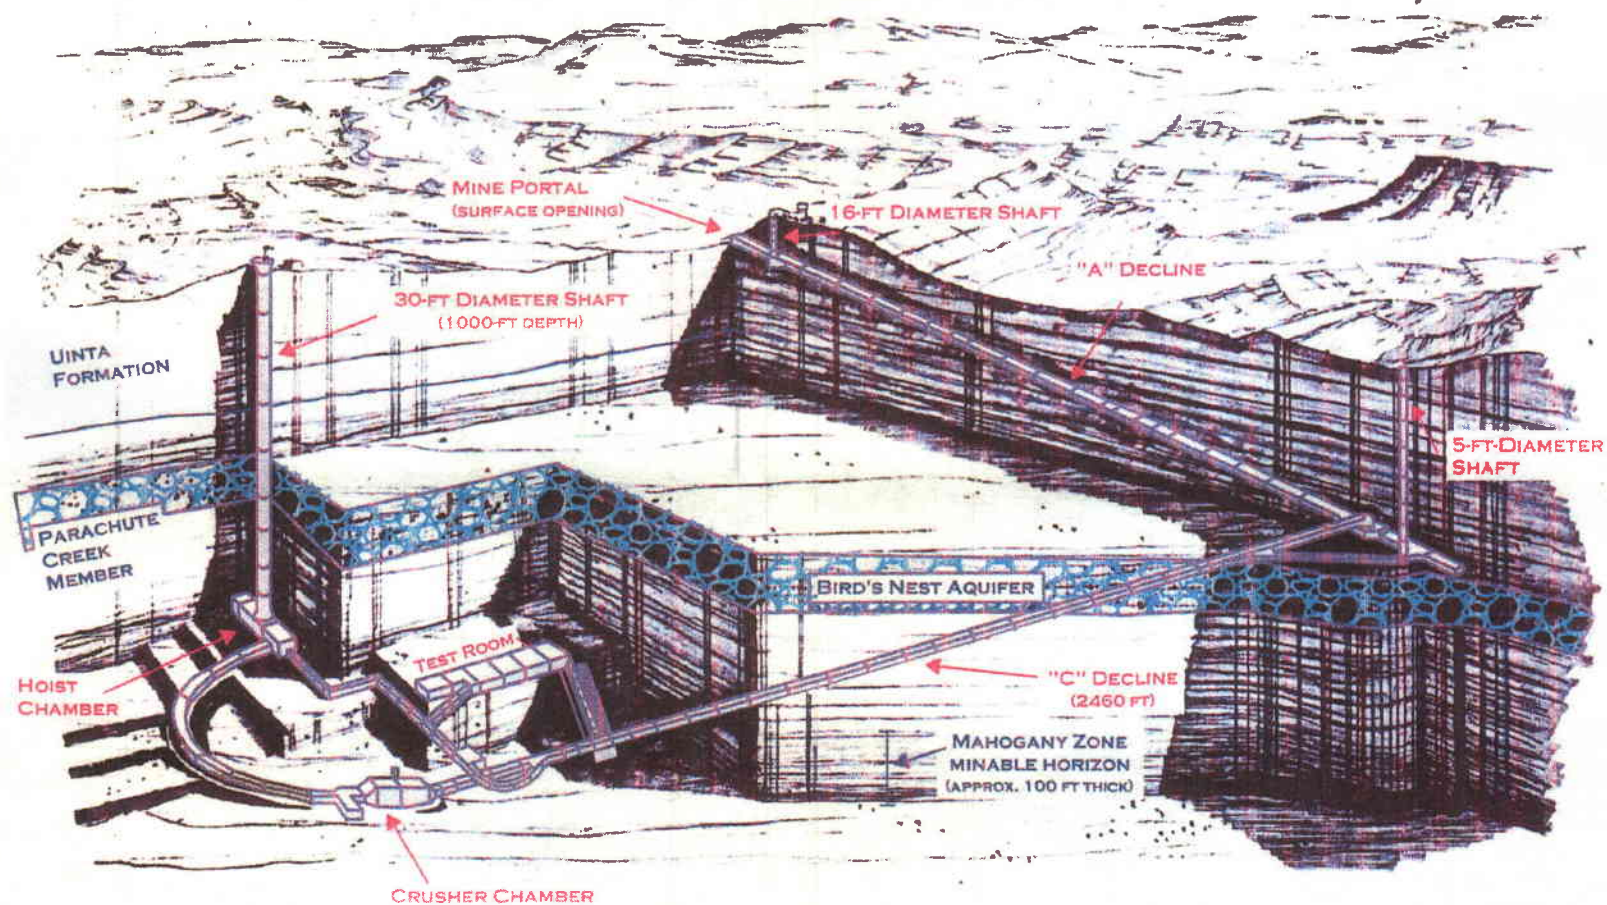 MINE PORTAL
(SURFACE OPENING)
16-FT DIAMETER SHAFT
"A" DECLINE
30-FT DIAMETER SHAFT
(1000-FT DEPTH)
UINTA
FORMATION
5-FT-DIAMETER
SHAFT
PARACHUTE
CREEK
MEMBER
BIRD'S NEST AQUIFER
TEST ROOM
HOIST
CHAMBER
"C" DECLINE
(2460 FT)
MAHOGANY ZONE
MINABLE HORIZON
(APPROX. 100 FT THICK)
CRUSHER CHAMBER